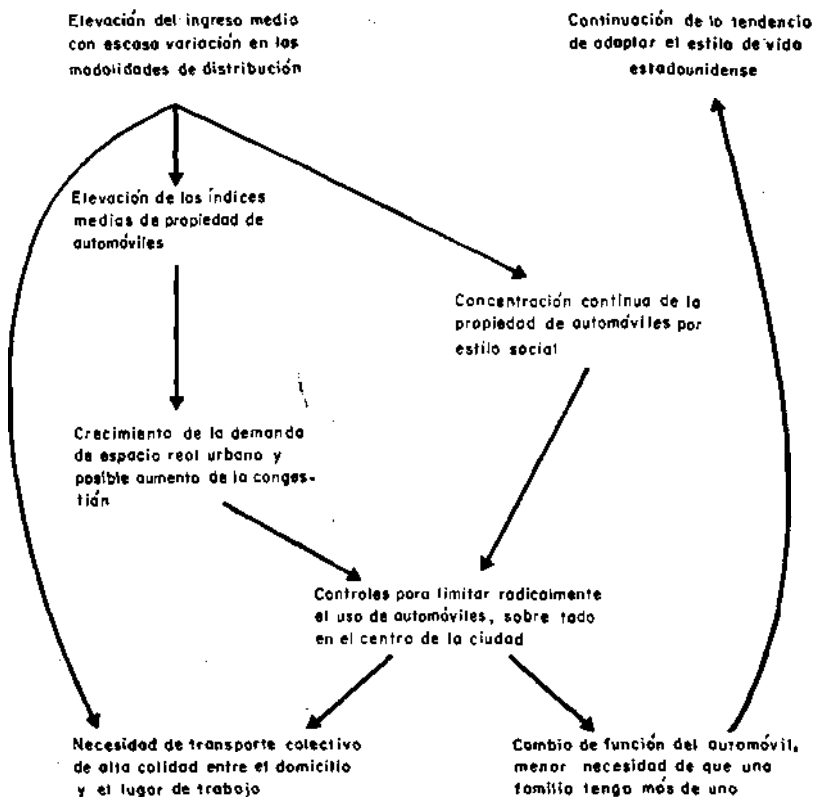 Elevación del ingreso medio
con escasa variación en las
modalidades de distribución
Continuación de la tendencia
de adoptar el estilo de vida
estadounidense
Elevación de los índices
medios de propiedad de
automóviles
Concentración continua de la
propiedad de automóviles por
estilo social
Crecimiento de la demanda
de espacio real urbano y
posible aumento de la conges-
tión
Controles para limitar radicalmente
el uso de automóviles, sobre todo
en el centro de la ciudad
Necesidad de transporte colectivo
de alta calidad entre el domicilio
y el lugar de trabajo
Cambio de función del automóvil,
menor necesidad de que una
familia tenga más de uno